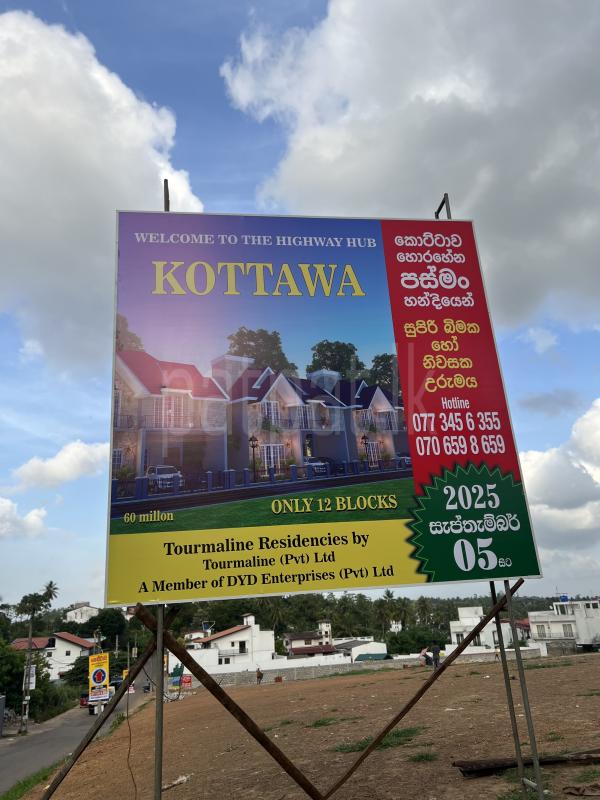 WELCOME TO THE HIGHWAY HUB
KOTTAWA
60 millon
ONLY 12 BLOCKS
Tourmaline Residencies by
Tourmaline (Pvt) Ltd
A Member of DYD Enterprises (Pvt) Ltd
කොට්ටාව
හොරහේන
පස්මං
හන්දියෙන්
සුපිරි බිමක
හෝ
නිවසක
උරුමය
Hotline
077 345 6 355
070 659 8 659
2025
සැප්තැම්බර්
05 සිට
patpat.lk